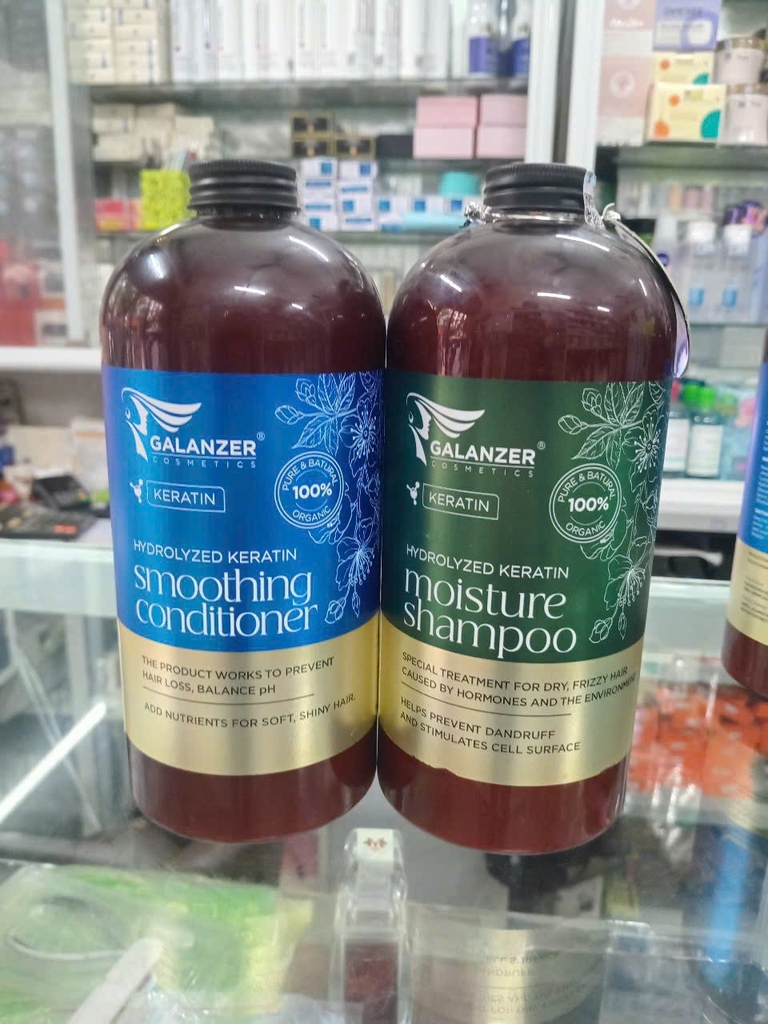 GALANZER®
COSMETICS
KERATIN
PURE & NATURAL
100%
ORGANIC
HYDROLYZED KERATIN
smoothing
conditioner
THE PRODUCT WORKS TO PREVENT
HAIR LOSS, BALANCE pH
ADD NUTRIENTS FOR SOFT, SHINY HAIR.
GALANZER®
COSMETICS
KERATIN
PURE & NATURAL
100%
ORGANIC
HYDROLYZED KERATIN
moisture
shampoo
SPECIAL TREATMENT FOR DRY, FRIZZY HAIR
CAUSED BY HORMONES AND THE ENVIRONMENT
HELPS PREVENT DANDRUFF
AND STIMULATES CELL SURFACE